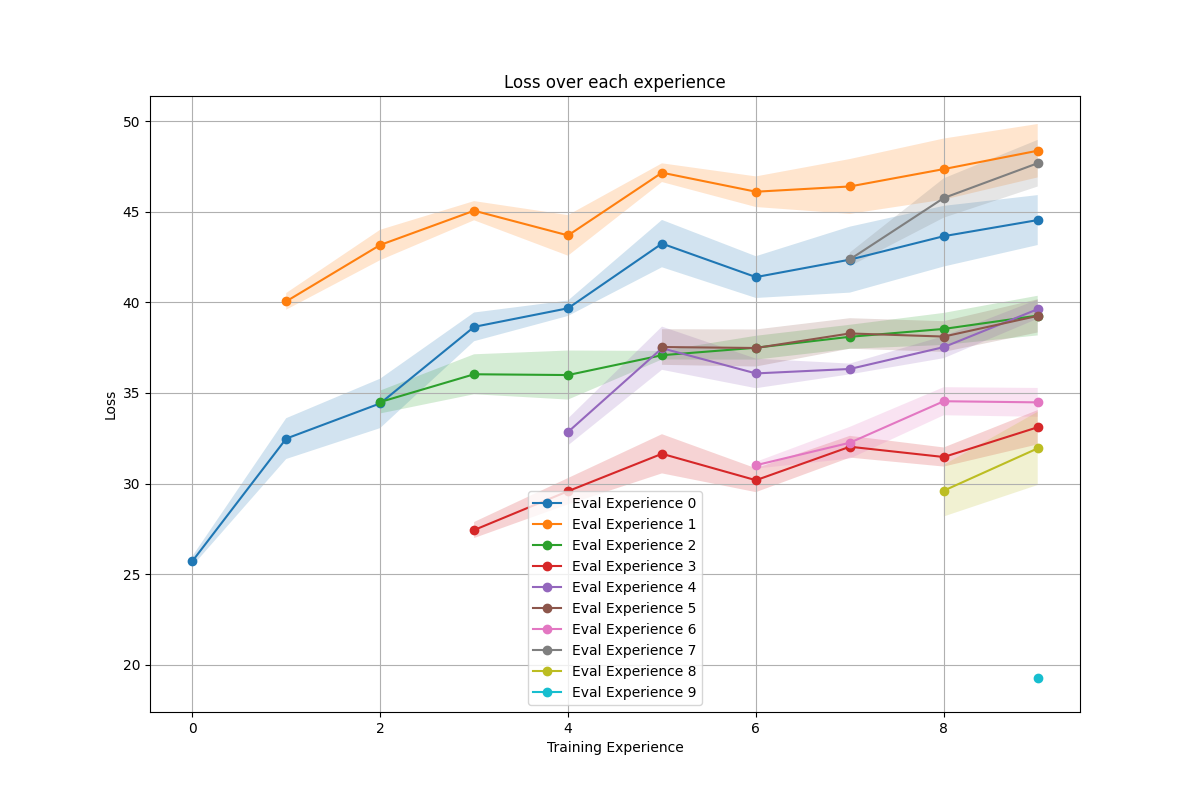 Loss over each experience
50
45
40
35
30
25
20
Loss
0
2
4
6
8
Training Experience
Eval Experience 0
Eval Experience 1
Eval Experience 2
Eval Experience 3
Eval Experience 4
Eval Experience 5
Eval Experience 6
Eval Experience 7
Eval Experience 8
Eval Experience 9